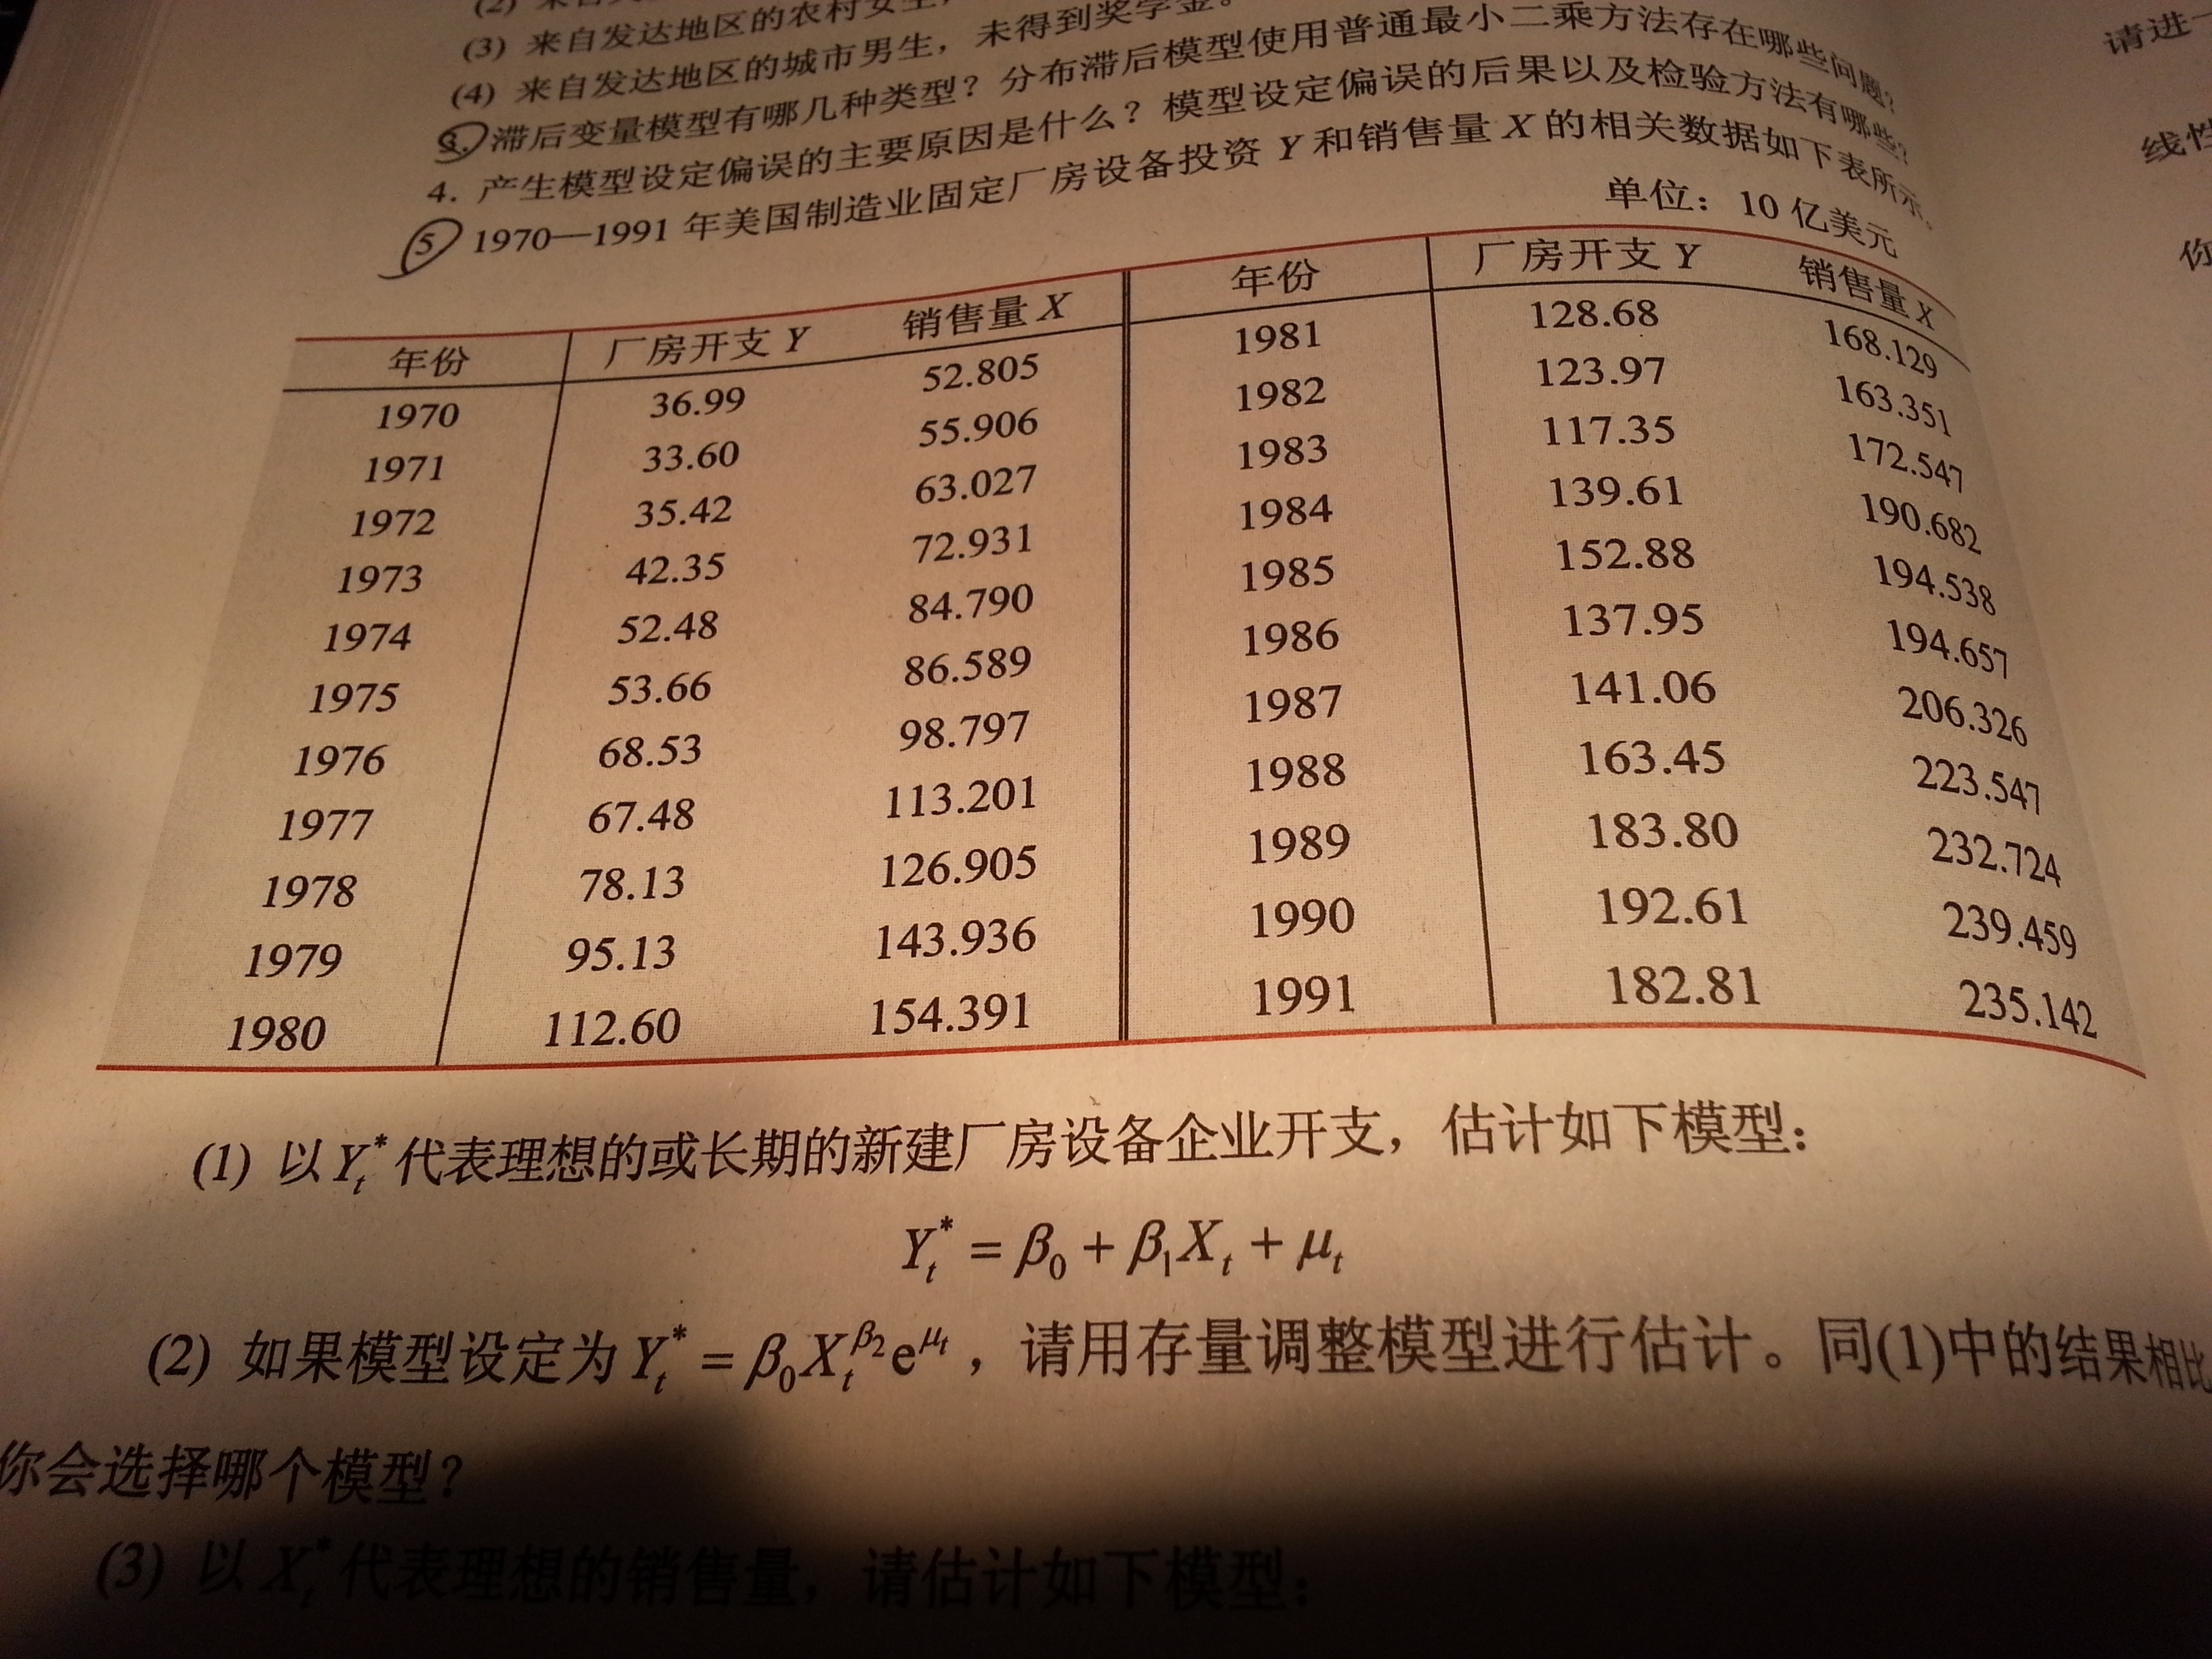 (3) 来自发达地区的农村女生,
(4) 来自发达地区的城市男生，未得到奖学金。
3. 滞后变量模型有哪几种类型？分布滞后模型使用普通最小二乘方法存在哪些问题？
4. 产生模型设定偏误的主要原因是什么？模型设定偏误的后果以及检验方法有哪些？
5 1970—1991 年美国制造业固定厂房设备投资 Y 和销售量 X 的相关数据如下表所示。
单位：10 亿美元
年份 厂房开支 Y 销售量 X 年份 厂房开支 Y 销售量 X
1970 36.99 52.805 1981 128.68 168.129
1971 33.60 55.906 1982 123.97 163.351
1972 35.42 63.027 1983 117.35 172.547
1973 42.35 72.931 1984 139.61 190.682
1974 52.48 84.790 1985 152.88 194.538
1975 53.66 86.589 1986 137.95 194.657
1976 68.53 98.797 1987 141.06 206.326
1977 67.48 113.201 1988 163.45 223.547
1978 78.13 126.905 1989 183.80 232.724
1979 95.13 143.936 1990 192.61 239.459
1980 112.60 154.391 1991 182.81 235.142
(1) 以 Yₜ* 代表理想的或长期的新建厂房设备企业开支，估计如下模型：
Yₜ* = β₀ + β₁Xₜ + μₜ
(2) 如果模型设定为 Yₜ* = β₀Xₜ^β₂ e^μₜ，请用存量调整模型进行估计。同(1)中的结果相比
你会选择哪个模型？
(3) 以 Xₜ* 代表理想的销售量，请估计如下模型：
请进一
线性
你